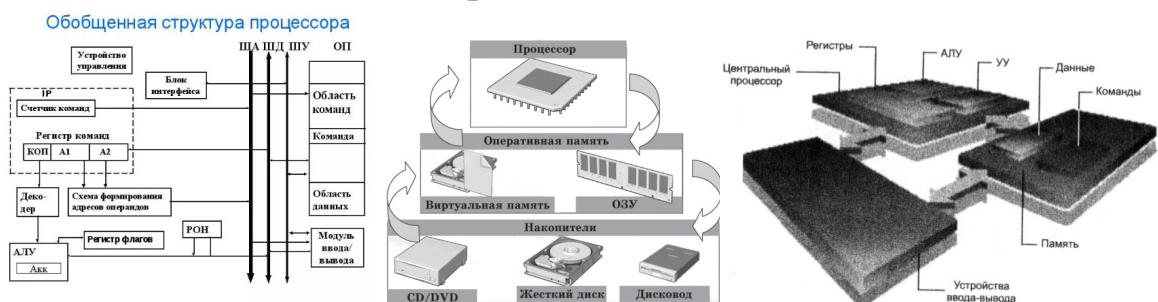 Обобщенная структура процессора
ША ШД ШУ ОП
Устройство
управления
Блок
интерфейса
IP
Счетчик команд
Регистр команд
КОП А1 А2
Деко-
дер
Схема формирования
адресов операндов
Регистр флагов
РОН
АЛУ
Акк
Область
команд
Команда
Область
данных
Модуль
ввода/
вывода
Процессор
Оперативная память
Виртуальная память
ОЗУ
Накопители
CD/DVD
Жесткий диск
Дисковод
Регистры
АЛУ
УУ
Центральный
процессор
Данные
Команды
Память
Устройства
ввода-вывода